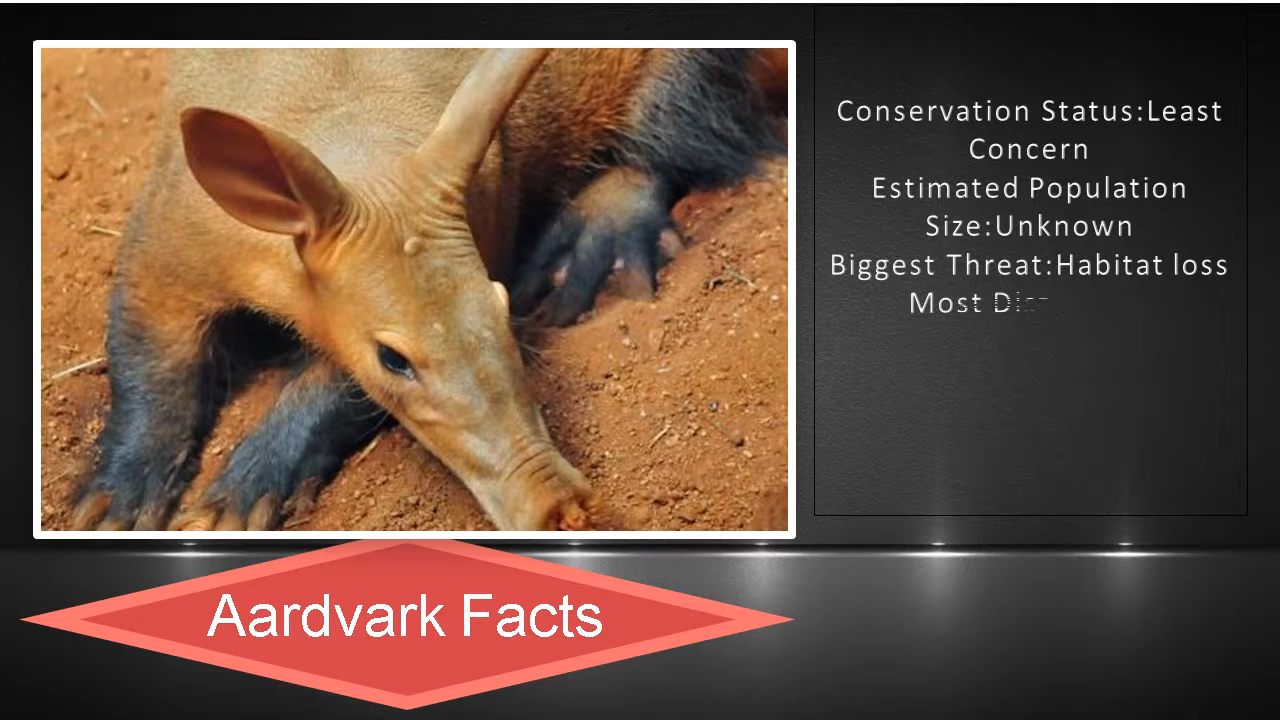 Conservation Status:Least
Concern
Estimated Population
Size:Unknown
Biggest Threat:Habitat loss
Most
Aardvark Facts